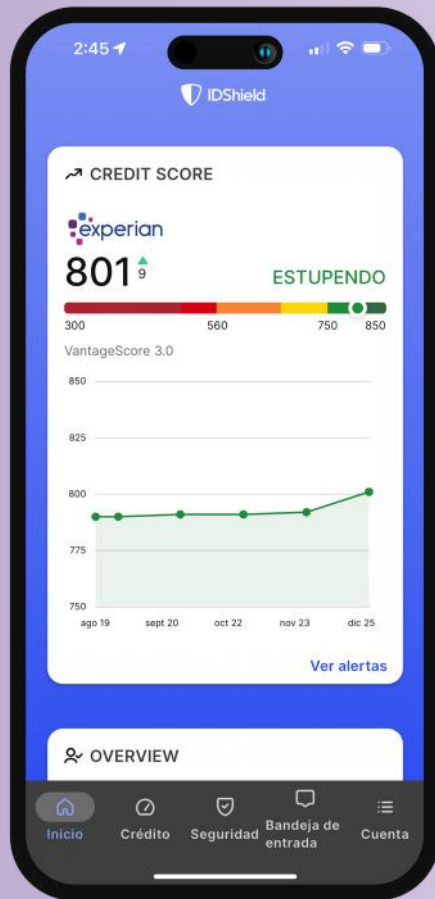 2:45
IDShield
CREDIT SCORE
experian
801 9
ESTUPENDO
300 560 750 850
VantageScore 3.0
850
825
800
775
750
ago 19 sept 20 oct 22 nov 23 dic 25
Ver alertas
OVERVIEW
Inicio Crédito Seguridad Bandeja de entrada Cuenta